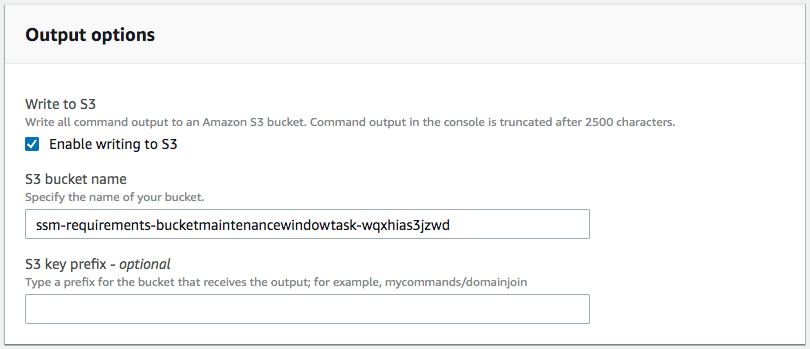 Output options
Write to S3
Write all command output to an Amazon S3 bucket. Command output in the console is truncated after 2500 characters.
Enable writing to S3
S3 bucket name
Specify the name of your bucket.
ssm-requirements-bucketmaintenancewindowtask-wqxhias3jzwd
S3 key prefix - optional
Type a prefix for the bucket that receives the output; for example, mycommands/domainjoin